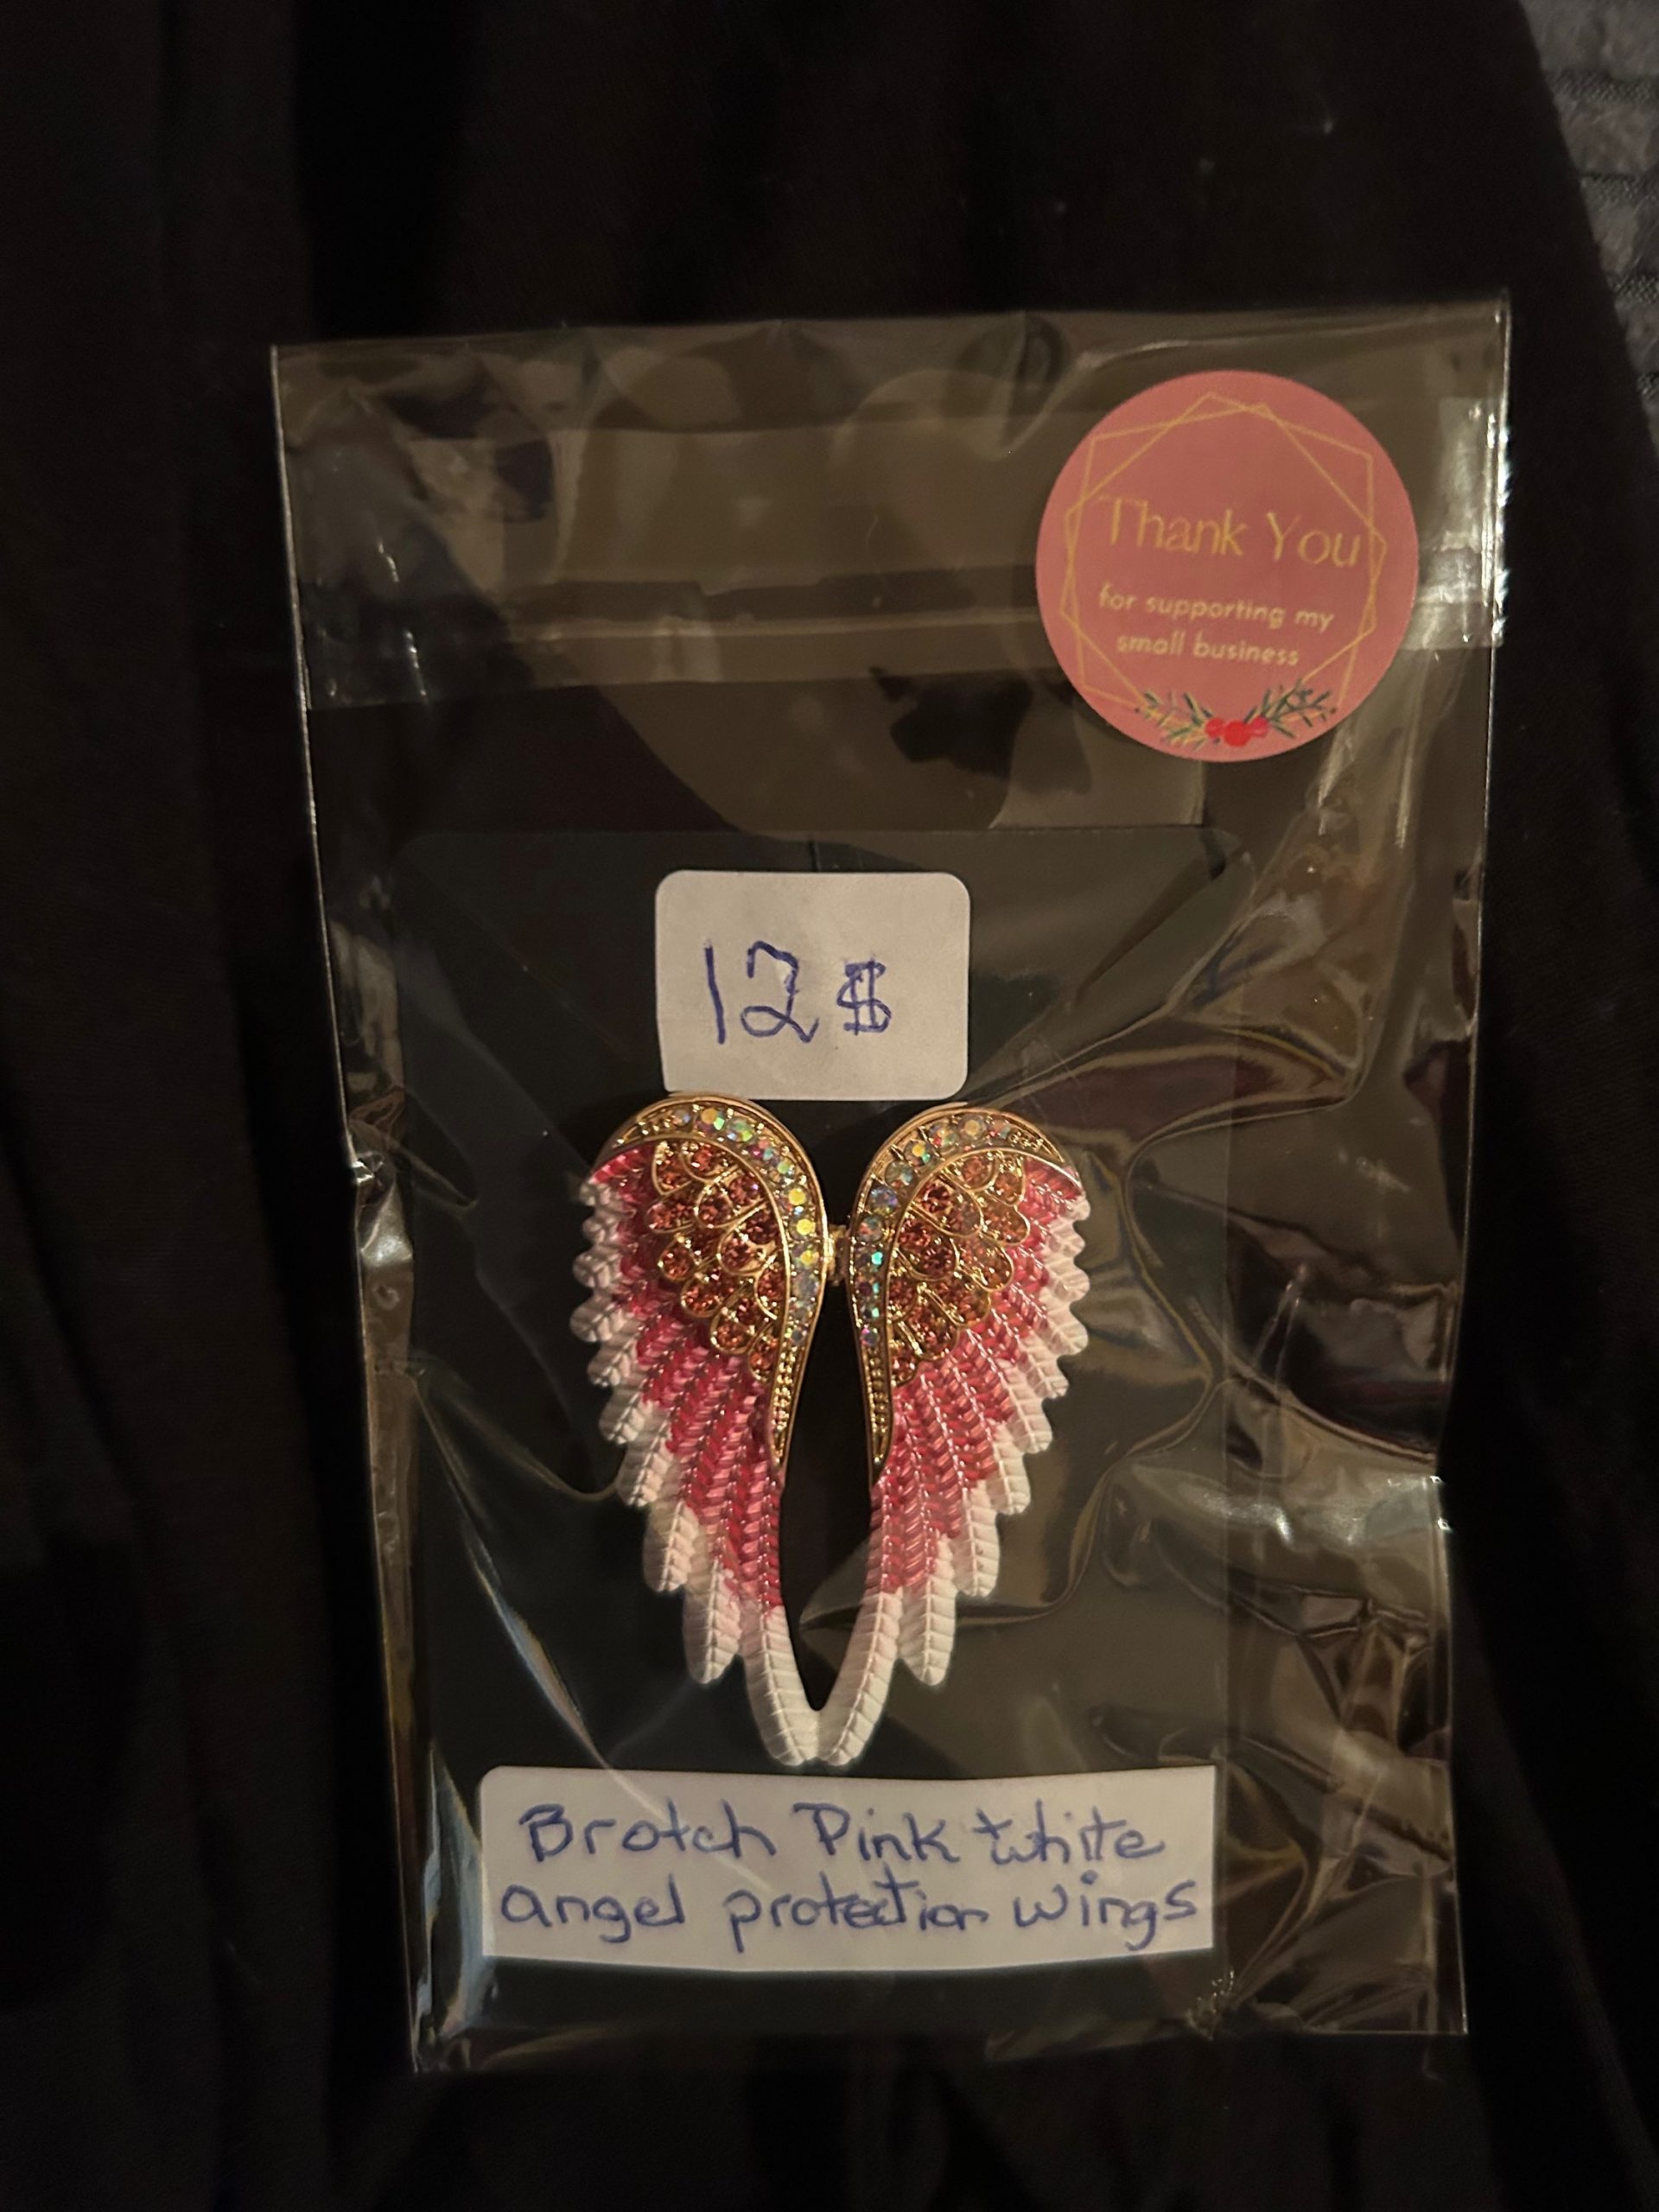 Thank You
for supporting my
small business
12$
Brotch Pink white
angel protection wings